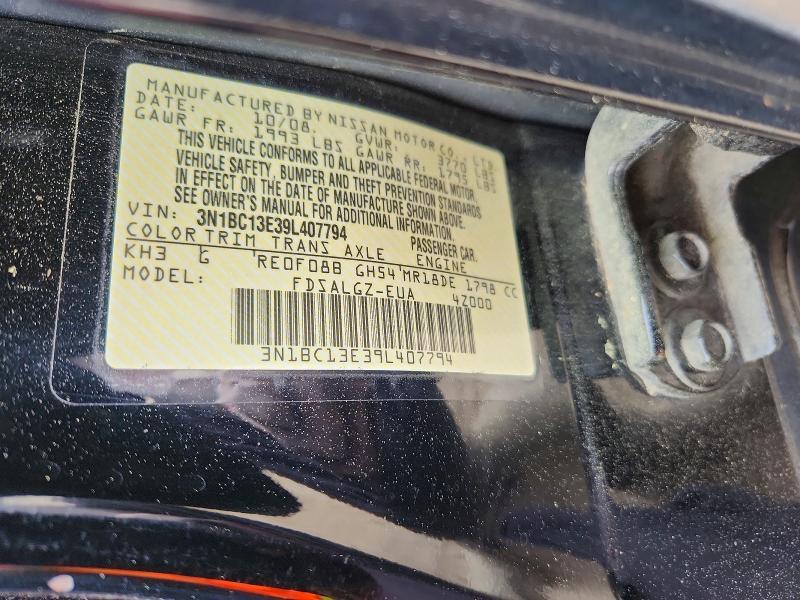 MANUFACTURED BY NISSAN MOTOR CO., LTD
DATE: 10/08. GVWR: 3770 LBS
GAWR FR: 1993 LBS GAWR RR: 1793 LBS
THIS VEHICLE CONFORMS TO ALL APPLICABLE FEDERAL MOTOR
VEHICLE SAFETY, BUMPER AND THEFT PREVENTION STANDARDS
IN EFFECT ON THE DATE OF MANUFACTURE SHOWN ABOVE.
SEE OWNER'S MANUAL FOR ADDITIONAL INFORMATION.
VIN: 3N1BC13E39L407794 PASSENGER CAR.
COLOR TRIM TRANS AXLE ENGINE
KH3 G RE0F08B GH54 MR18DE 1798 CC
MODEL: FDSALGZ-EUA 4Z000
3N1BC13E39L407794